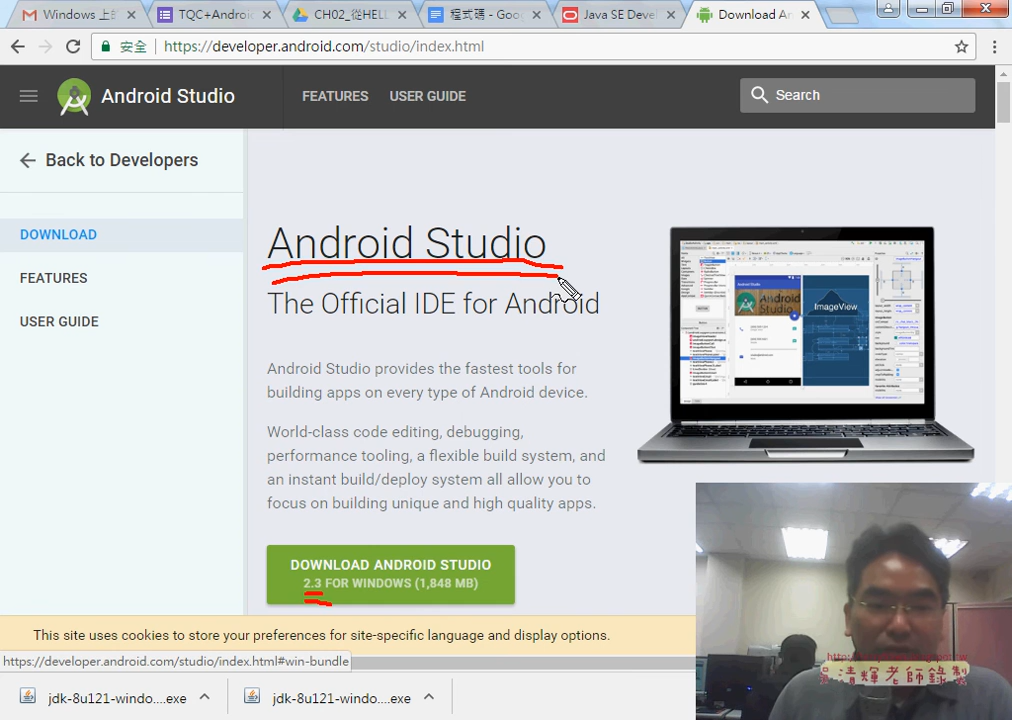 Windows 上的
TQC+Androi
CH02_從HELL
程式碼 - Goo
Java SE Devel
Download An
安全
https://developer.android.com/studio/index.html
Android Studio
FEATURES
USER GUIDE
Search
Back to Developers
DOWNLOAD
FEATURES
USER GUIDE
Android Studio
The Official IDE for Android
Android Studio provides the fastest tools for
building apps on every type of Android device.
World-class code editing, debugging,
performance tooling, a flexible build system, and
an instant build/deploy system all allow you to
focus on building unique and high quality apps.
DOWNLOAD ANDROID STUDIO
2.3 FOR WINDOWS (1,848 MB)
Android Studio
ImageView
This site uses cookies to store your preferences for site-specific language and display options.
https://developer.android.com/studio/index.html#win-bundle
吳清輝老師錄製
jdk-8u121-windo....exe
jdk-8u121-windo....exe